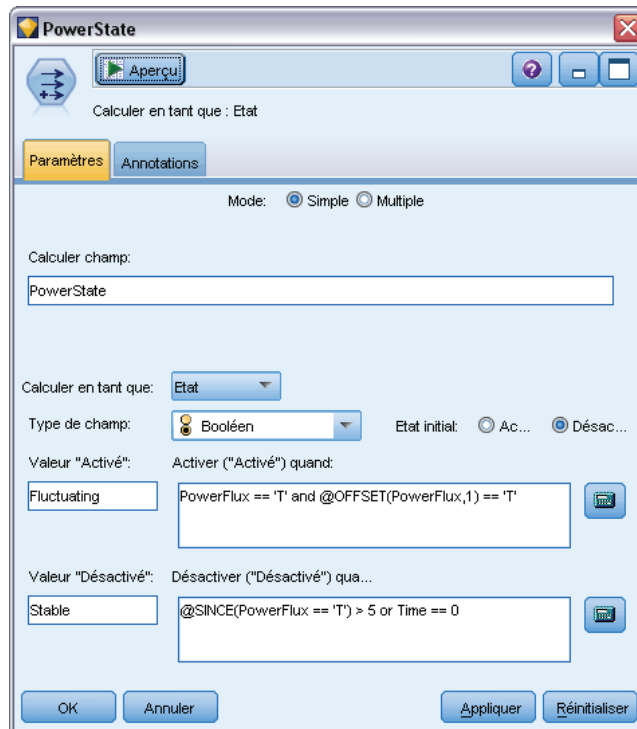 PowerState
Aperçu
Calculer en tant que : Etat
Paramètres Annotations
Mode: Simple Multiple
Calculer champ:
PowerState
Calculer en tant que: Etat
Type de champ: Booléen Etat initial: Ac... Désac...
Valeur "Activé": Activer ("Activé") quand:
Fluctuating PowerFlux == 'T' and @OFFSET(PowerFlux,1) == 'T'
Valeur "Désactivé": Désactiver ("Désactivé") qua...
Stable @SINCE(PowerFlux == 'T') > 5 or Time == 0
OK Annuler Appliquer Réinitialiser